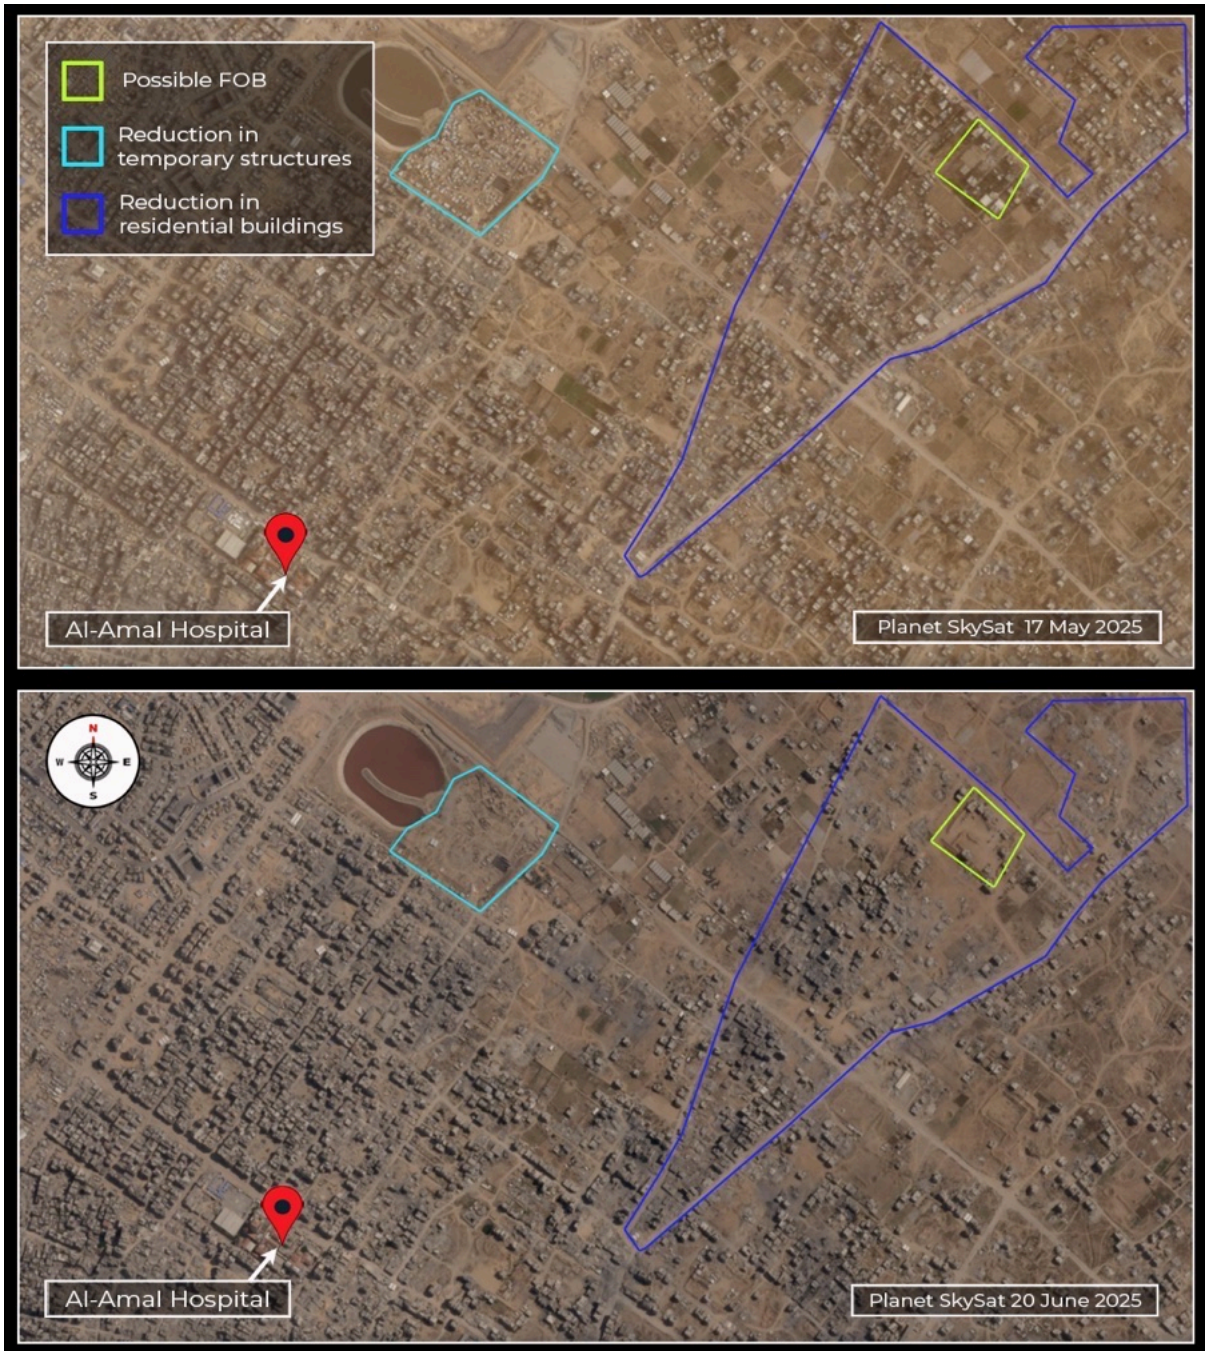 Possible FOB
Reduction in
temporary structures
Reduction in
residential buildings
Al-Amal Hospital
Planet SkySat 17 May 2025
N
W E
S
Al-Amal Hospital
Planet SkySat 20 June 2025